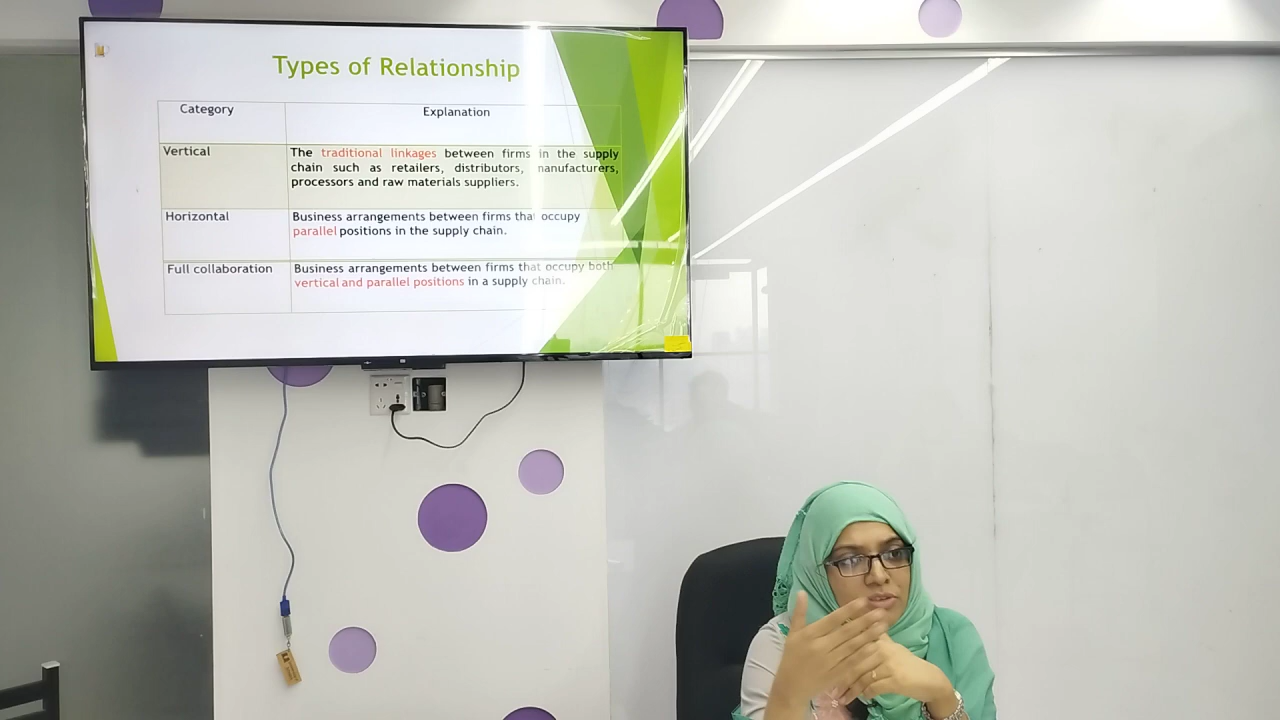 Types of Relationship
Category
Explanation
Vertical
The traditional linkages between firms in the supply
chain such as retailers, distributors, manufacturers,
processors and raw materials suppliers.
Horizontal
Business arrangements between firms that occupy
parallel positions in the supply chain.
Full collaboration
Business arrangements between firms that occupy both
vertical and parallel positions in a supply chain.